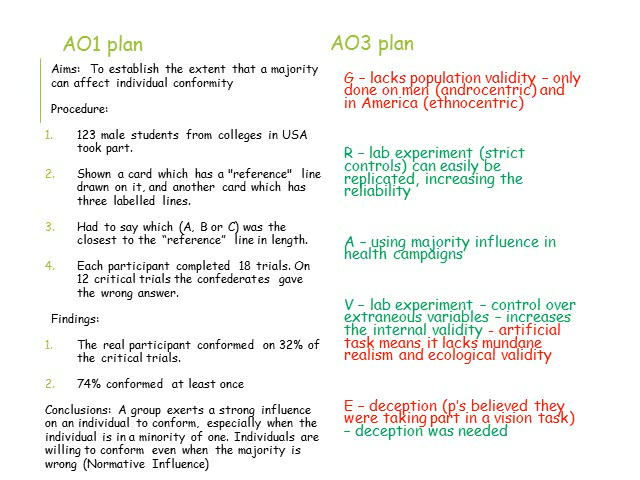 AO1 plan
Aims: To establish the extent that a majority
can affect individual conformity
Procedure:
1. 123 male students from colleges in USA
took part.
2. Shown a card which has a "reference" line
drawn on it, and another card which has
three labelled lines.
3. Had to say which (A, B or C) was the
closest to the “reference” line in length.
4. Each participant completed 18 trials. On
12 critical trials the confederates gave
the wrong answer.
Findings:
1. The real participant conformed on 32% of
the critical trials.
2. 74% conformed at least once
Conclusions: A group exerts a strong influence
on an individual to conform, especially when the
individual is in a minority of one. Individuals are
willing to conform even when the majority is
wrong (Normative Influence)
AO3 plan
G – lacks population validity – only
done on men (androcentric) and
in America (ethnocentric)
R – lab experiment (strict
controls) can easily be
replicated, increasing the
reliability
A – using majority influence in
health campaigns
V – lab experiment – control over
extraneous variables – increases
the internal validity - artificial
task means it lacks mundane
realism and ecological validity
E – deception (p’s believed they
were taking part in a vision task)
– deception was needed